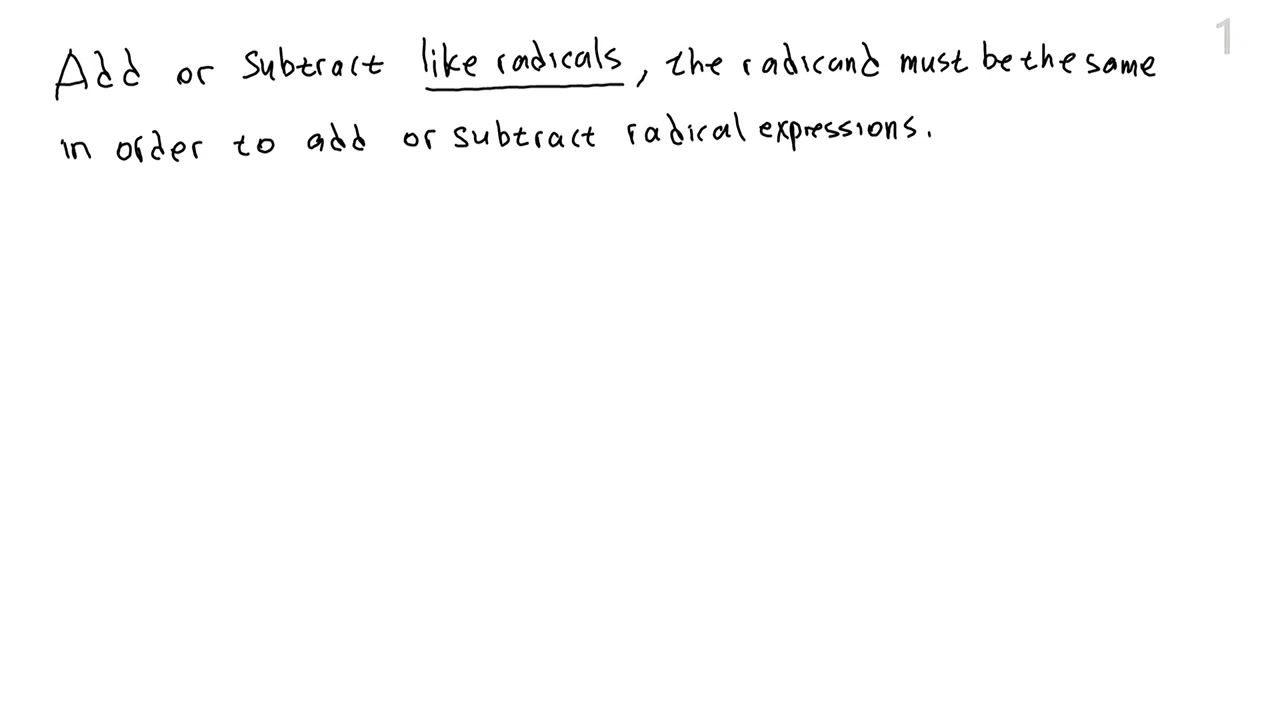 1
Add or subtract like radicals, the radicand must be the same
in order to add or subtract radical expressions.